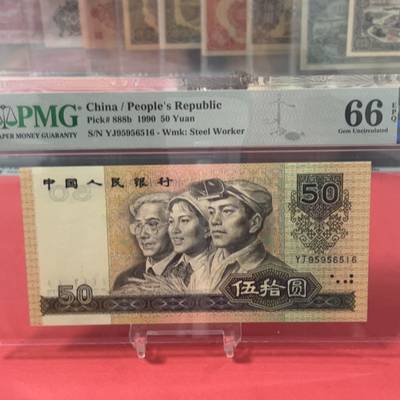 PMG
PAPER MONEY GUARANTY
China / People's Republic
Pick# 888b 1990 50 Yuan
S/N YJ95956516 - Wmk: Steel Worker
66 EPQ
Gem Uncirculated
中国人民银行
50
YJ95956516
50
伍拾圆